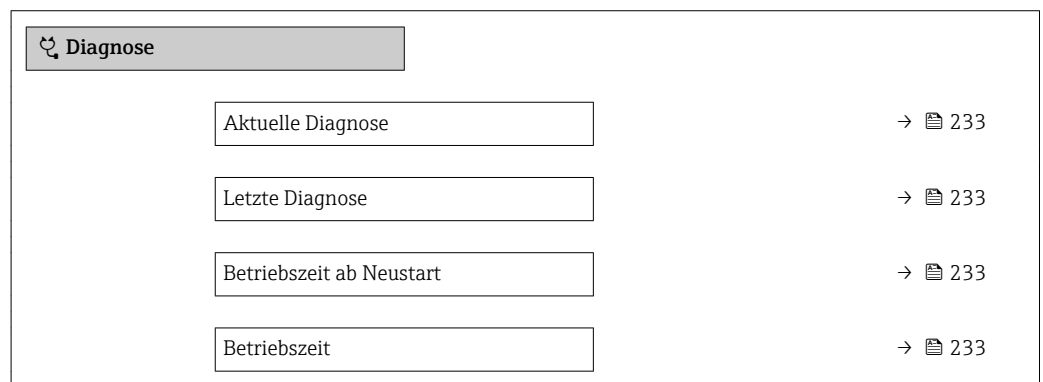 Diagnose
Aktuelle Diagnose → 233
Letzte Diagnose → 233
Betriebszeit ab Neustart → 233
Betriebszeit → 233